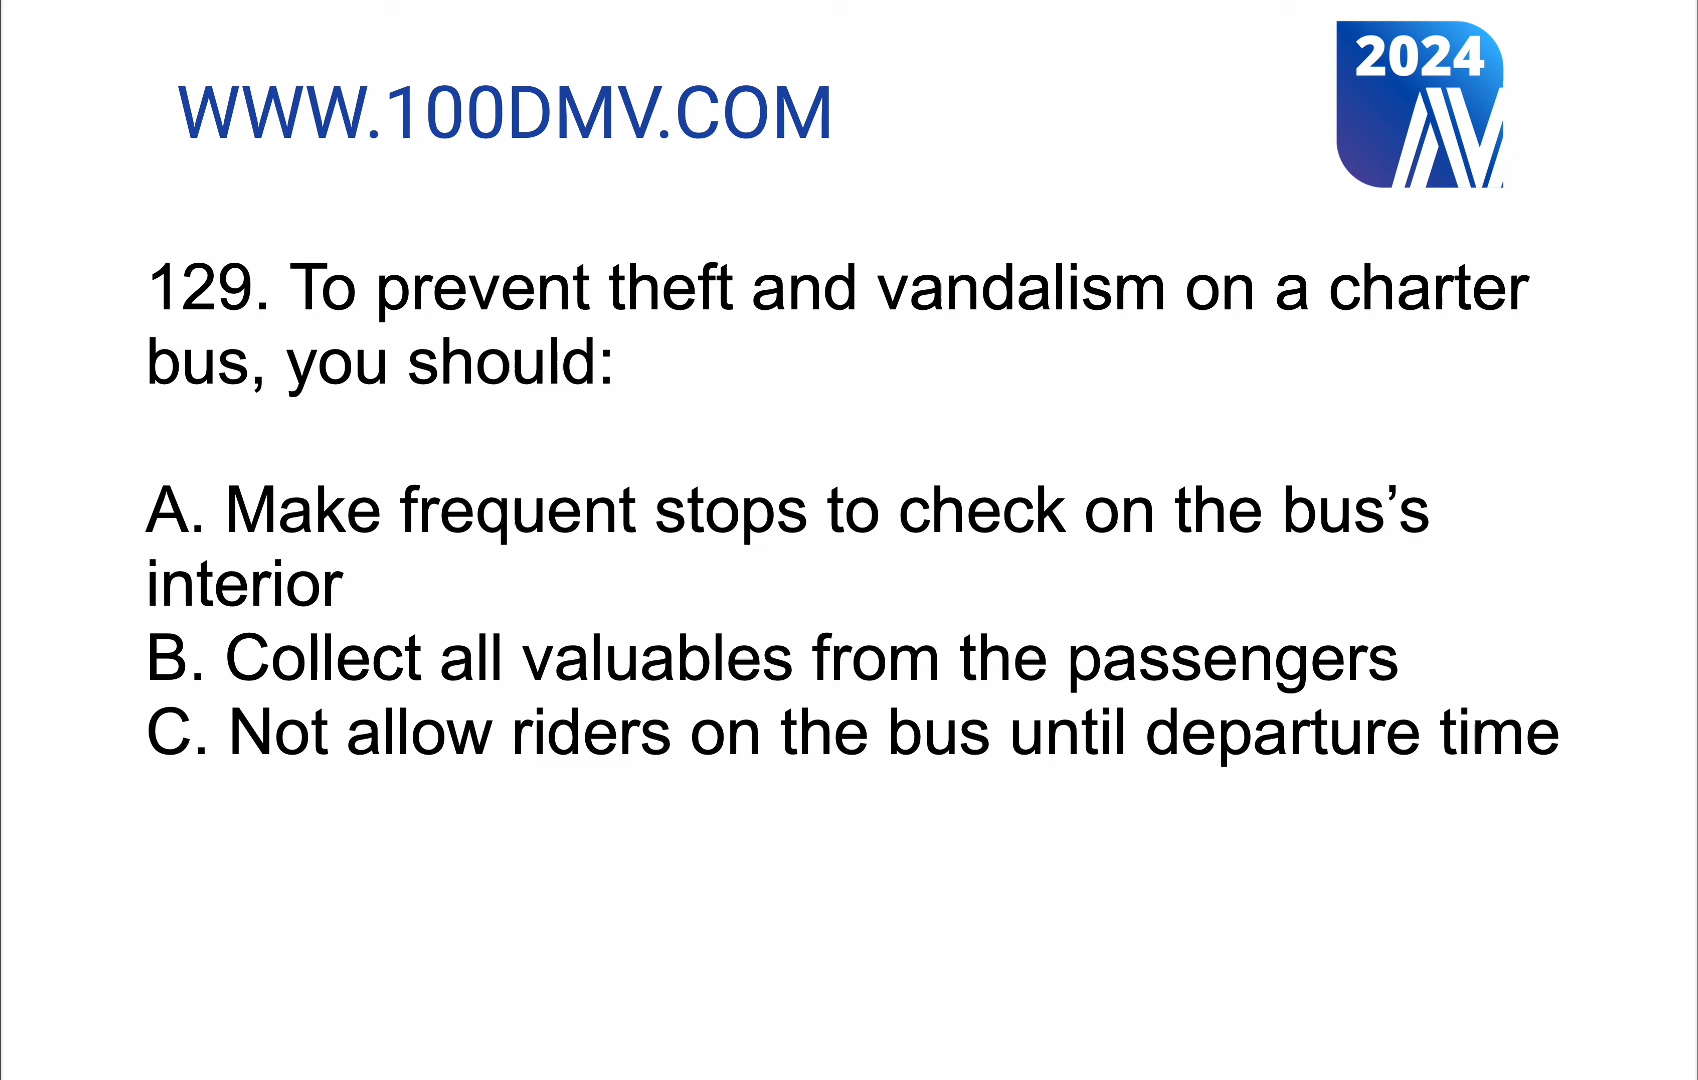 WWW.100DMV.COM
2024
129. To prevent theft and vandalism on a charter
bus, you should:
A. Make frequent stops to check on the bus’s
interior
B. Collect all valuables from the passengers
C. Not allow riders on the bus until departure time